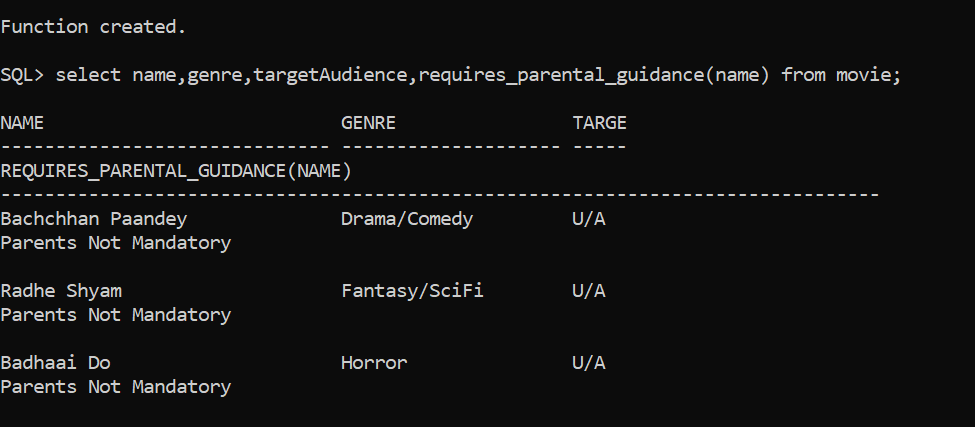 Function created.
SQL> select name,genre,targetAudience,requires_parental_guidance(name) from movie;
NAME                           GENRE                TARGE
------------------------------ -------------------- -----
REQUIRES_PARENTAL_GUIDANCE(NAME)
--------------------------------------------------------------------------------
Bachchhan Paandey              Drama/Comedy         U/A
Parents Not Mandatory
Radhe Shyam                    Fantasy/SciFi        U/A
Parents Not Mandatory
Badhaai Do                     Horror               U/A
Parents Not Mandatory